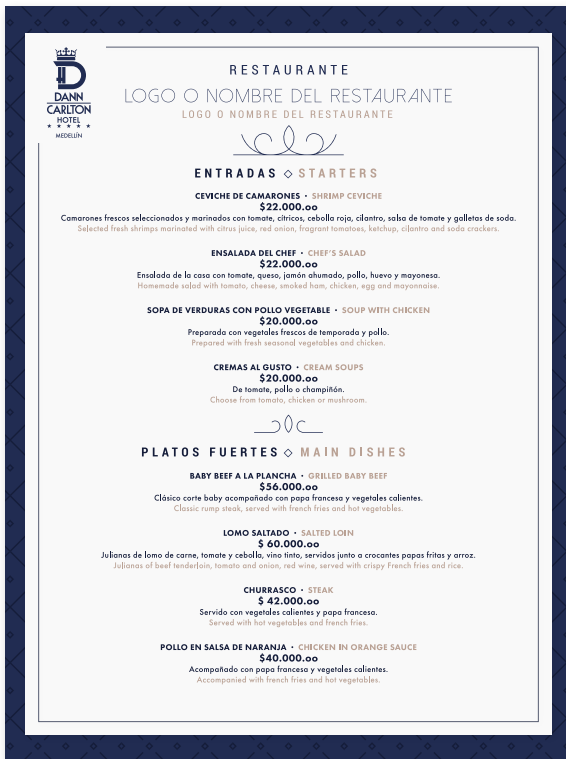 DANN
CARLTON
HOTEL
★ ★ ★ ★ ★
MEDELLÍN
RESTAURANTE
LOGO O NOMBRE DEL RESTAURANTE
LOGO O NOMBRE DEL RESTAURANTE
ENTRADAS ◇ STARTERS
CEVICHE DE CAMARONES · SHRIMP CEVICHE
$22.000.oo
Camarones frescos seleccionados y marinados con tomate, cítricos, cebolla roja, cilantro, salsa de tomate y galletas de soda.
Selected fresh shrimps marinated with citrus juice, red onion, fragrant tomatoes, ketchup, cilantro and soda crackers.
ENSALADA DEL CHEF · CHEF'S SALAD
$22.000.oo
Ensalada de la casa con tomate, queso, jamón ahumado, pollo, huevo y mayonesa.
Homemade salad with tomato, cheese, smoked ham, chicken, egg and mayonnaise.
SOPA DE VERDURAS CON POLLO VEGETABLE · SOUP WITH CHICKEN
$20.000.oo
Preparada con vegetales frescos de temporada y pollo.
Prepared with fresh seasonal vegetables and chicken.
CREMAS AL GUSTO · CREAM SOUPS
$20.000.oo
De tomate, pollo o champiñón.
Choose from tomato, chicken or mushroom.
PLATOS FUERTES ◇ MAIN DISHES
BABY BEEF A LA PLANCHA · GRILLED BABY BEEF
$56.000.oo
Clásico corte baby acompañado con papa francesa y vegetales calientes.
Classic rump steak, served with french fries and hot vegetables.
LOMO SALTADO · SALTED LOIN
$ 60.000.oo
Julianas de lomo de carne, tomate y cebolla, vino tinto, servidos junto a crocantes papas fritas y arroz.
Julianas of beef tenderloin, tomato and onion, red wine, served with crispy French fries and rice.
CHURRASCO · STEAK
$ 42.000.oo
Servido con vegetales calientes y papa francesa.
Served with hot vegetables and french fries.
POLLO EN SALSA DE NARANJA · CHICKEN IN ORANGE SAUCE
$40.000.oo
Acompañado con papa francesa y vegetales calientes.
Accompanied with french fries and hot vegetables.